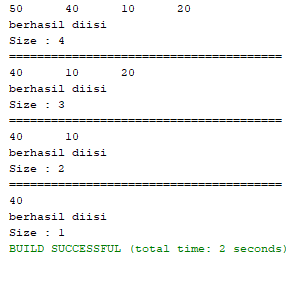 50 40 10 20
berhasil diisi
Size : 4
=======================================
40 10 20
berhasil diisi
Size : 3
=======================================
40 10
berhasil diisi
Size : 2
=======================================
40
berhasil diisi
Size : 1
BUILD SUCCESSFUL (total time: 2 seconds)